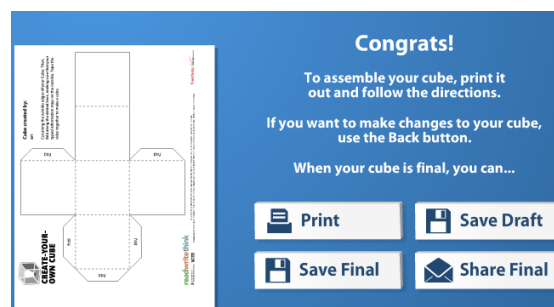 Congrats!
To assemble your cube, print it
out and follow the directions.
If you want to make changes to your cube,
use the Back button.
When your cube is final, you can...
Print
Save Draft
Save Final
Share Final
Cube created by:
CREATE-YOUR-
OWN CUBE
readwritethink